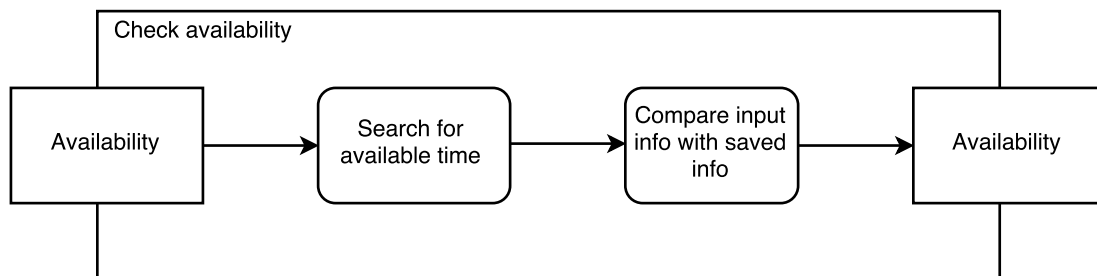 Check availability
Availability
Search for
available time
Compare input
info with saved
info
Availability